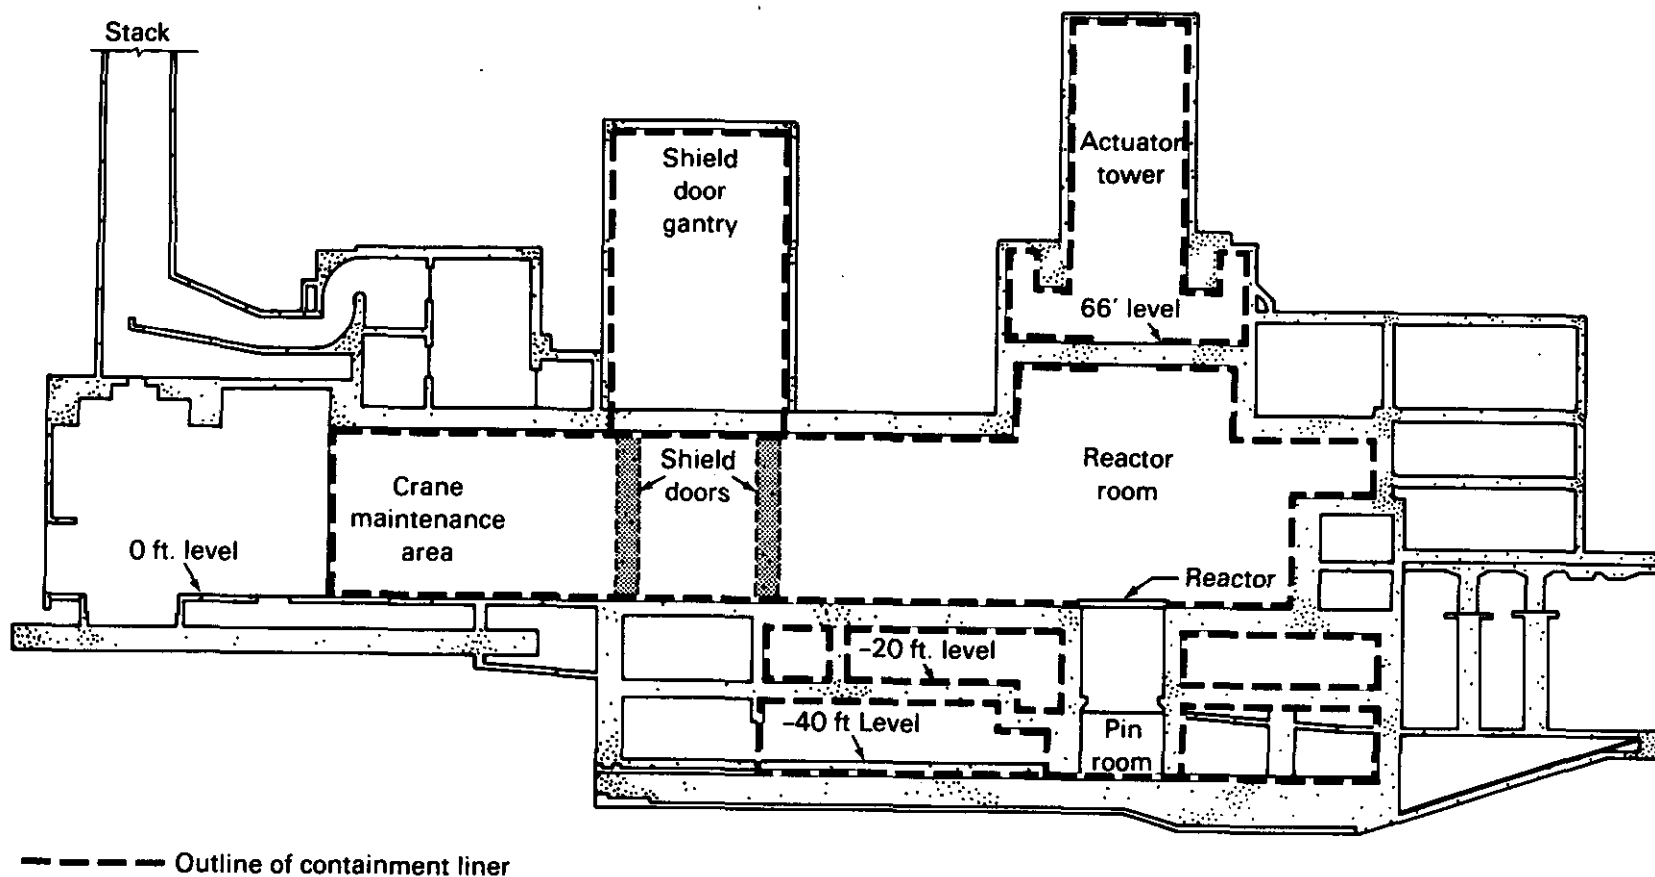 Stack
Shield
door
gantry
Actuator
tower
66' level
Crane
maintenance
area
Shield
doors
Reactor
room
0 ft. level
Reactor
–20 ft. level
–40 ft Level
Pin
room
Outline of containment liner